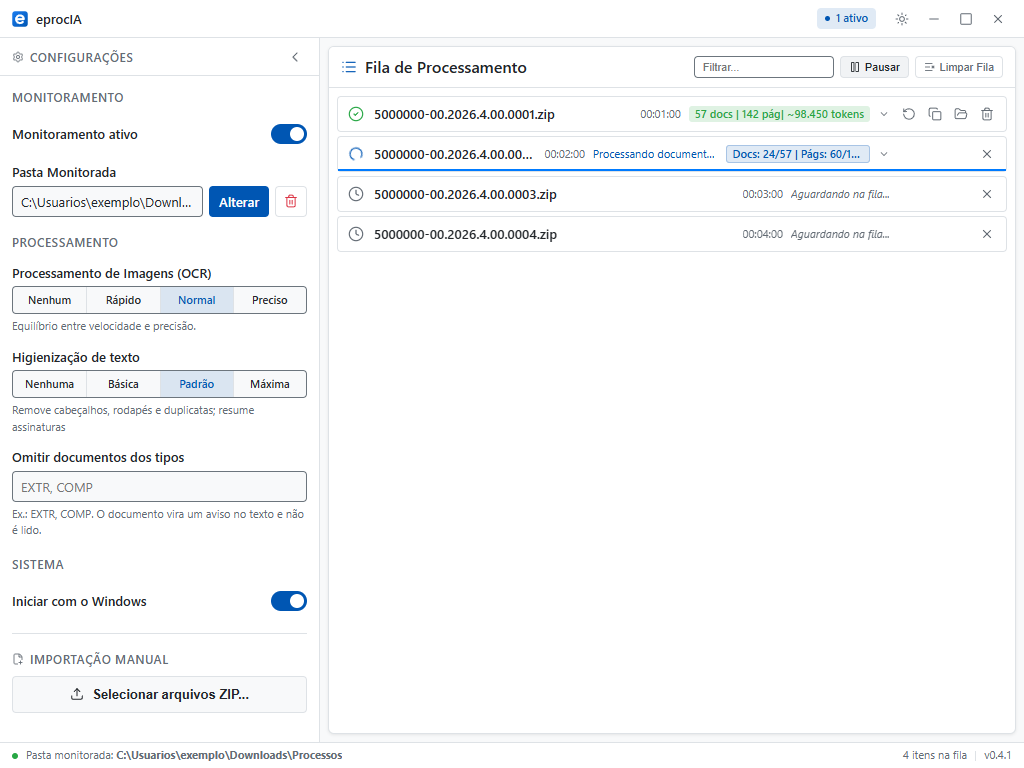 eprocIA
1 ativo
CONFIGURAÇÕES
MONITORAMENTO
Monitoramento ativo
Pasta Monitorada
C:\Usuarios\exemplo\Downl...
Alterar
PROCESSAMENTO
Processamento de Imagens (OCR)
Nenhum Rápido Normal Preciso
Equilíbrio entre velocidade e precisão.
Higienização de texto
Nenhuma Básica Padrão Máxima
Remove cabeçalhos, rodapés e duplicatas; resume
assinaturas
Omitir documentos dos tipos
EXTR, COMP
Ex.: EXTR, COMP. O documento vira um aviso no texto e não
é lido.
SISTEMA
Iniciar com o Windows
IMPORTAÇÃO MANUAL
Selecionar arquivos ZIP...
Fila de Processamento
Filtrar...
Pausar
Limpar Fila
5000000-00.2026.4.00.0001.zip 00:01:00 57 docs | 142 pág| ~98.450 tokens
5000000-00.2026.4.00.00... 00:02:00 Processando document... Docs: 24/57 | Págs: 60/1...
5000000-00.2026.4.00.0003.zip 00:03:00 Aguardando na fila...
5000000-00.2026.4.00.0004.zip 00:04:00 Aguardando na fila...
Pasta monitorada: C:\Usuarios\exemplo\Downloads\Processos
4 itens na fila | v0.4.1